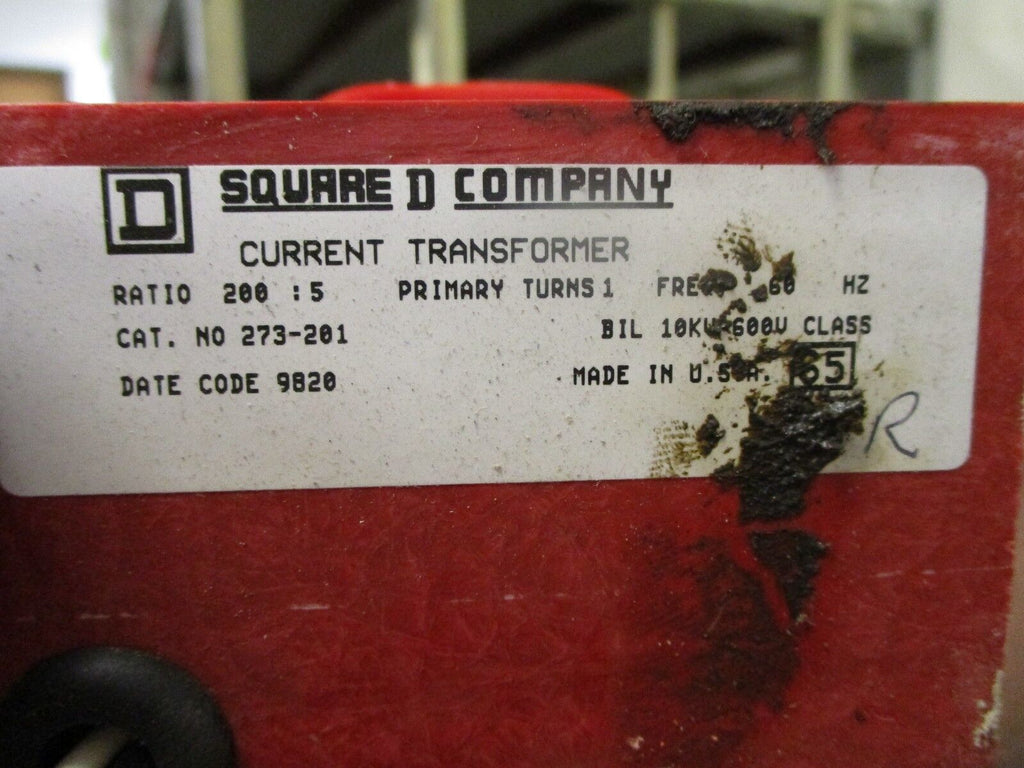 D SQUARE D COMPANY
CURRENT TRANSFORMER
RATIO 200 : 5 PRIMARY TURNS 1 60 HZ
CAT. NO 273-201 BIL 10KV 600V CLASS
DATE CODE 9820 MADE IN U.S.A.
R